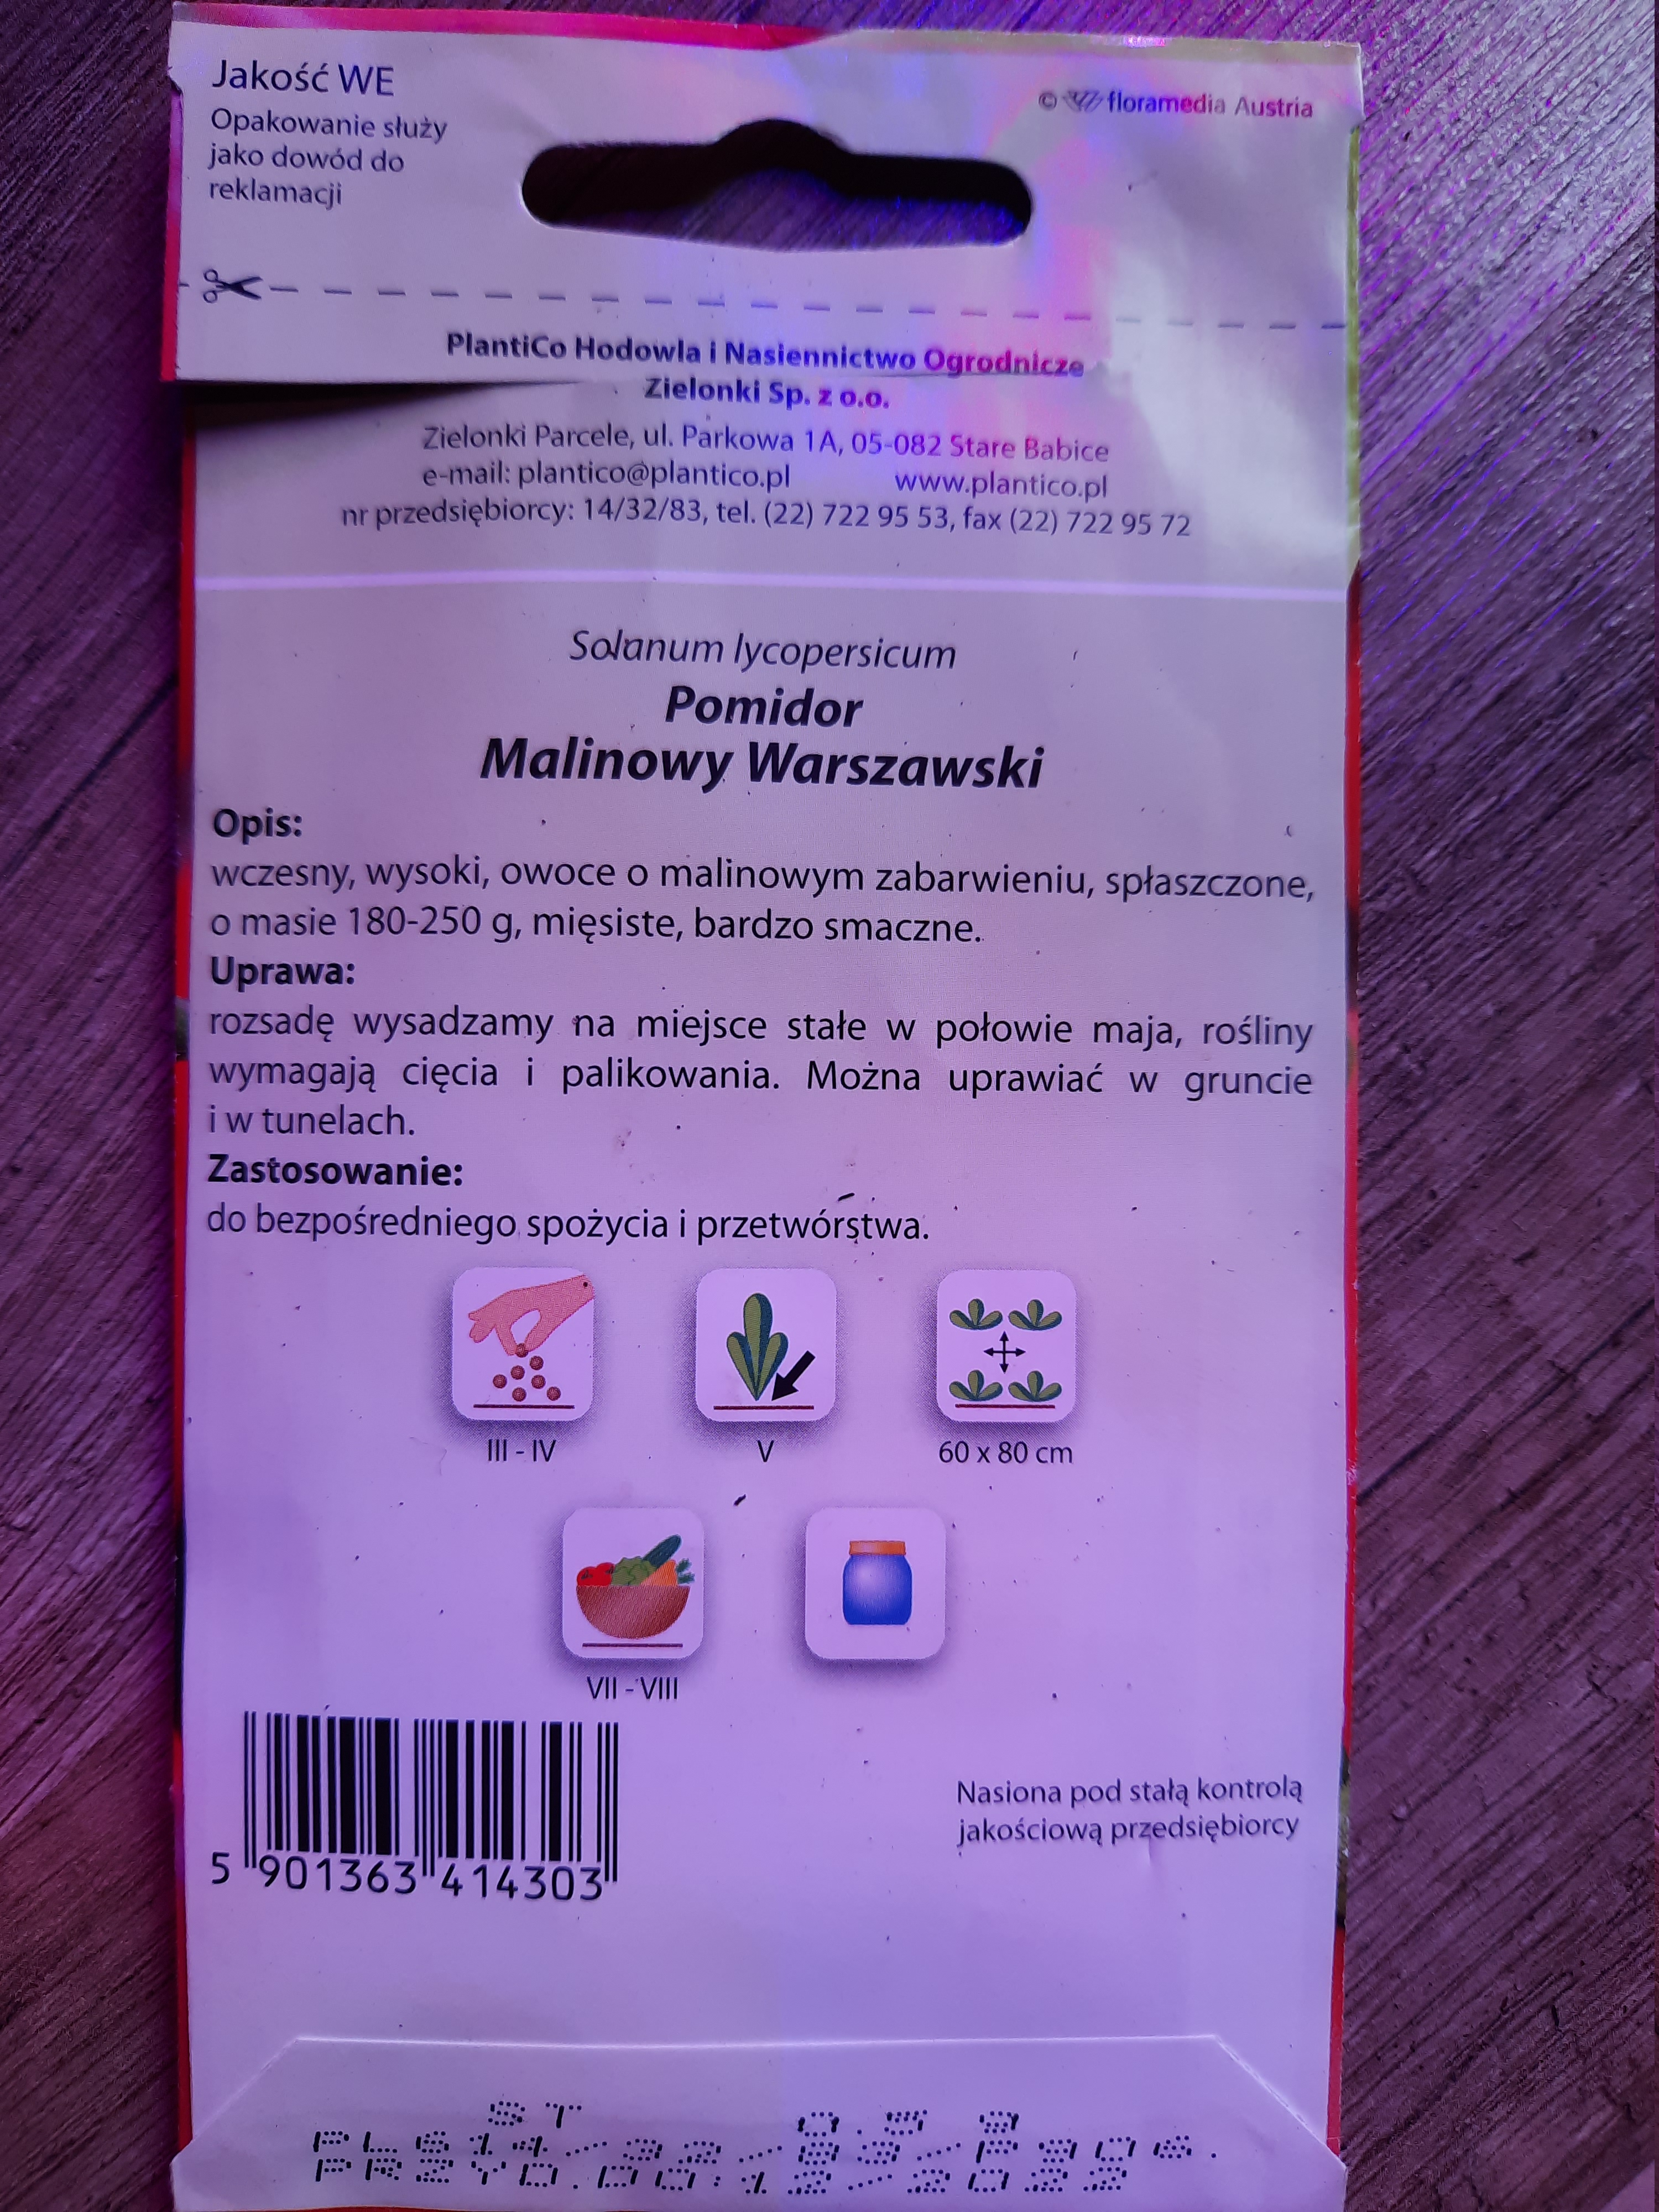 Jakość WE
Opakowanie służy
jako dowód do
reklamacji
© floramedia Austria
PlantiCo Hodowla i Nasiennictwo Ogrodnicze
Zielonki Sp. z o.o.
Zielonki Parcele, ul. Parkowa 1A, 05-082 Stare Babice
e-mail: plantico@plantico.pl www.plantico.pl
nr przedsiębiorcy: 14/32/83, tel. (22) 722 95 53, fax (22) 722 95 72
Solanum lycopersicum
Pomidor
Malinowy Warszawski
Opis:
wczesny, wysoki, owoce o malinowym zabarwieniu, spłaszczone,
o masie 180-250 g, mięsiste, bardzo smaczne.
Uprawa:
rozsadę wysadzamy na miejsce stałe w połowie maja, rośliny
wymagają cięcia i palikowania. Można uprawiać w gruncie
i w tunelach.
Zastosowanie:
do bezpośredniego spożycia i przetwórstwa.
III - IV V 60 x 80 cm
VII - VIII
Nasiona pod stałą kontrolą
jakościową przedsiębiorcy
5 901363 414303
ST 0.5 g
12/2022